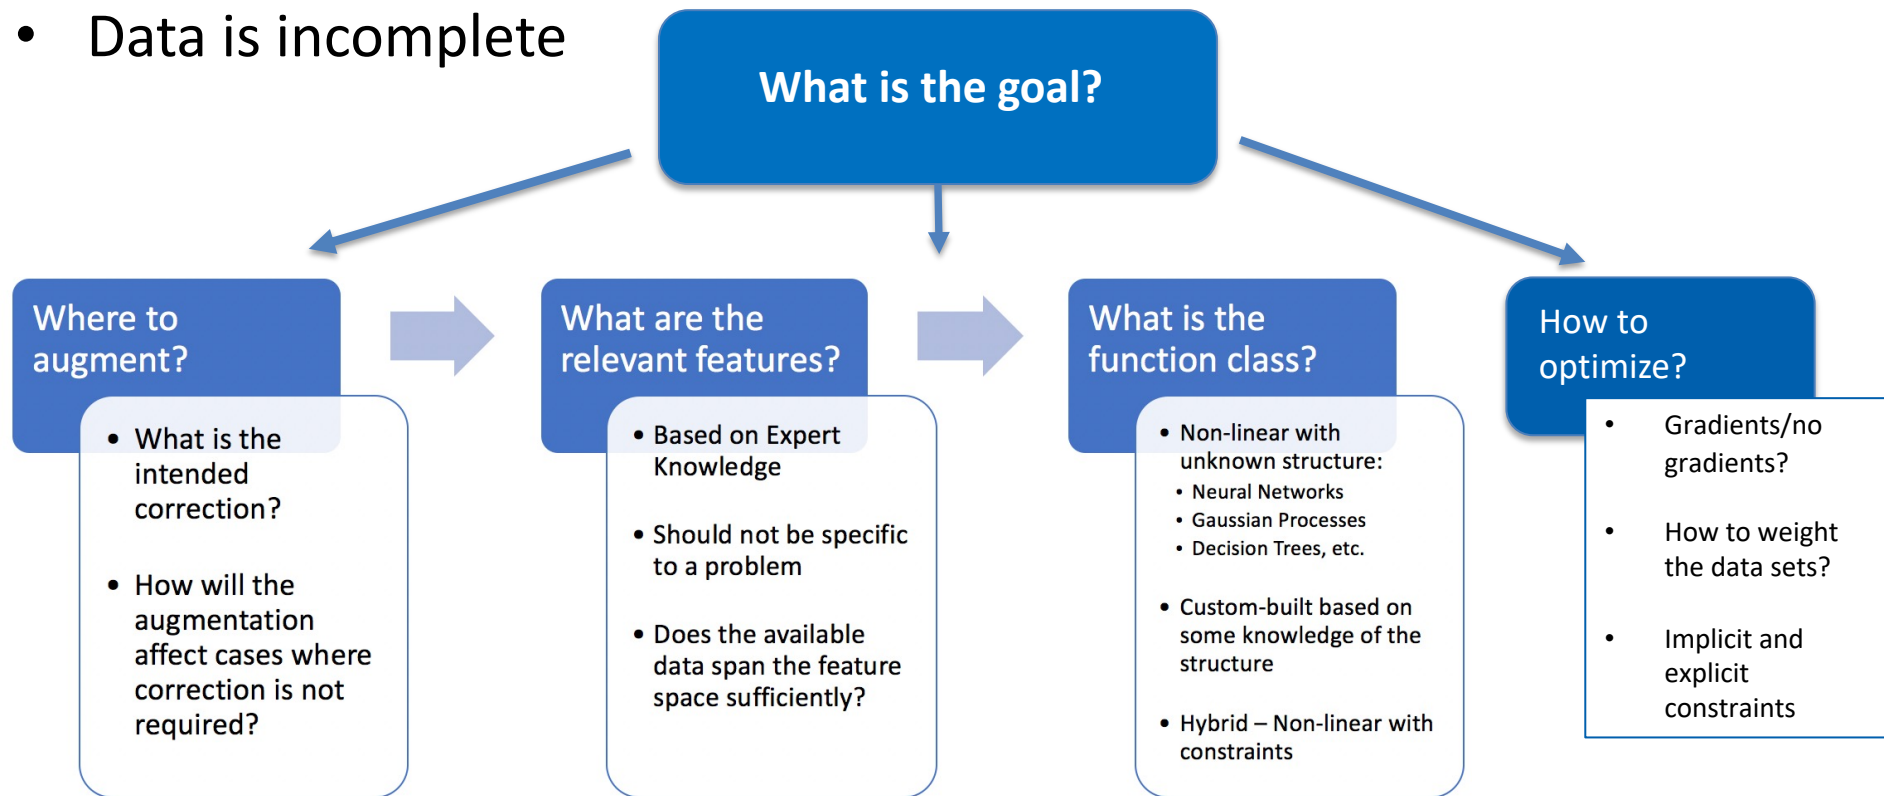 • Data is incomplete
What is the goal?
Where to
augment?
• What is the
intended
correction?
• How will the
augmentation
affect cases where
correction is not
required?
What are the
relevant features?
• Based on Expert
Knowledge
• Should not be specific
to a problem
• Does the available
data span the feature
space sufficiently?
What is the
function class?
• Non-linear with
unknown structure:
• Neural Networks
• Gaussian Processes
• Decision Trees, etc.
• Custom-built based on
some knowledge of the
structure
• Hybrid – Non-linear with
constraints
How to
optimize?
• Gradients/no
gradients?
• How to weight
the data sets?
• Implicit and
explicit
constraints